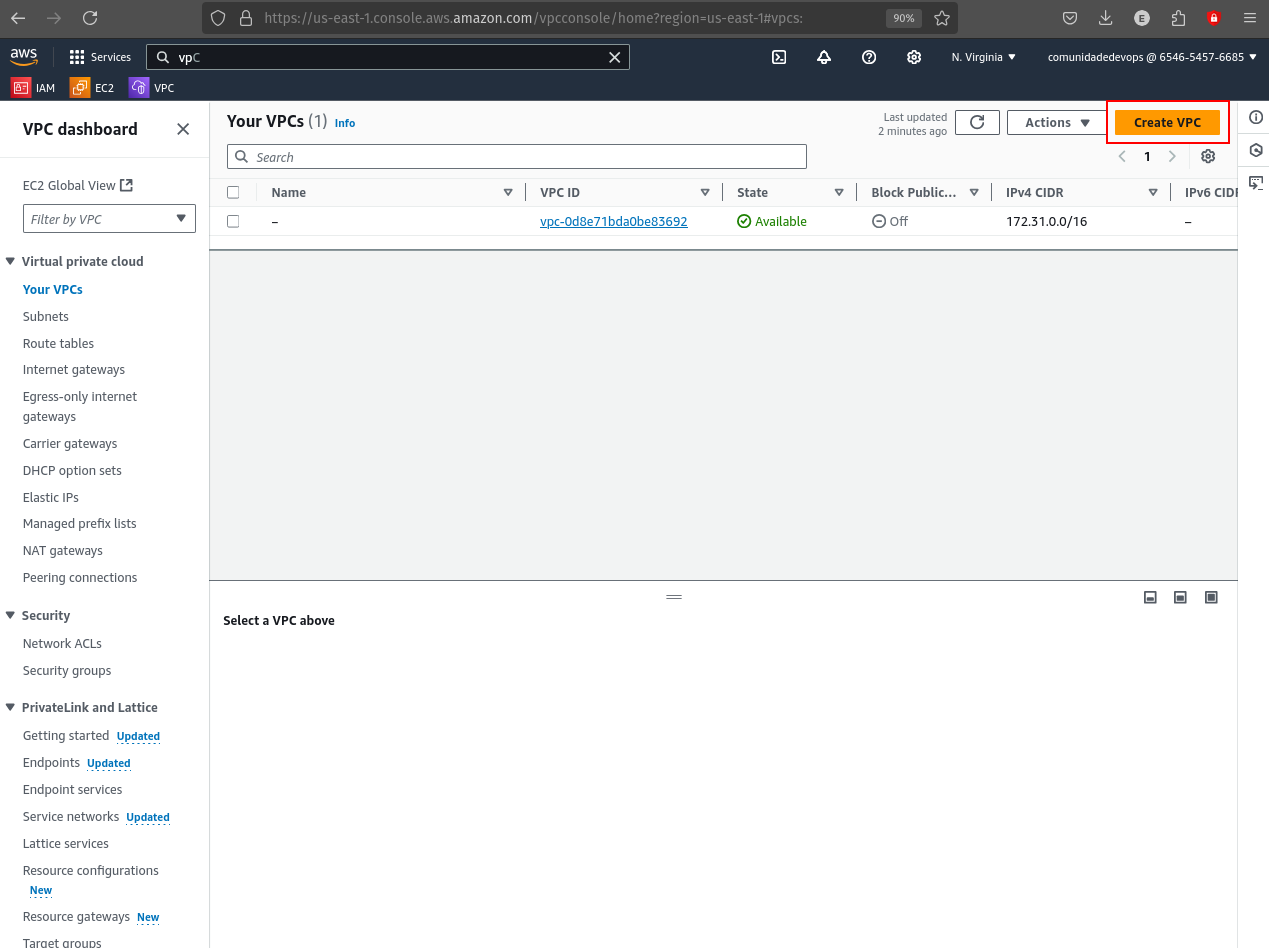 https://us-east-1.console.aws.amazon.com/vpcconsole/home?region=us-east-1#vpcs:
90%
E
aws
Services
vpC
N. Virginia
comunidadedevops @ 6546-5457-6685
IAM
EC2
VPC
VPC dashboard
EC2 Global View
Filter by VPC
Virtual private cloud
Your VPCs
Subnets
Route tables
Internet gateways
Egress-only internet
gateways
Carrier gateways
DHCP option sets
Elastic IPs
Managed prefix lists
NAT gateways
Peering connections
Security
Network ACLs
Security groups
PrivateLink and Lattice
Getting started Updated
Endpoints Updated
Endpoint services
Service networks Updated
Lattice services
Resource configurations
New
Resource gateways New
Target groups
Your VPCs (1) Info
Last updated
2 minutes ago
Actions
Create VPC
Search
1
Name VPC ID State Block Public... IPv4 CIDR IPv6 CIDR
– vpc-0d8e71bda0be83692 Available Off 172.31.0.0/16 –
Select a VPC above